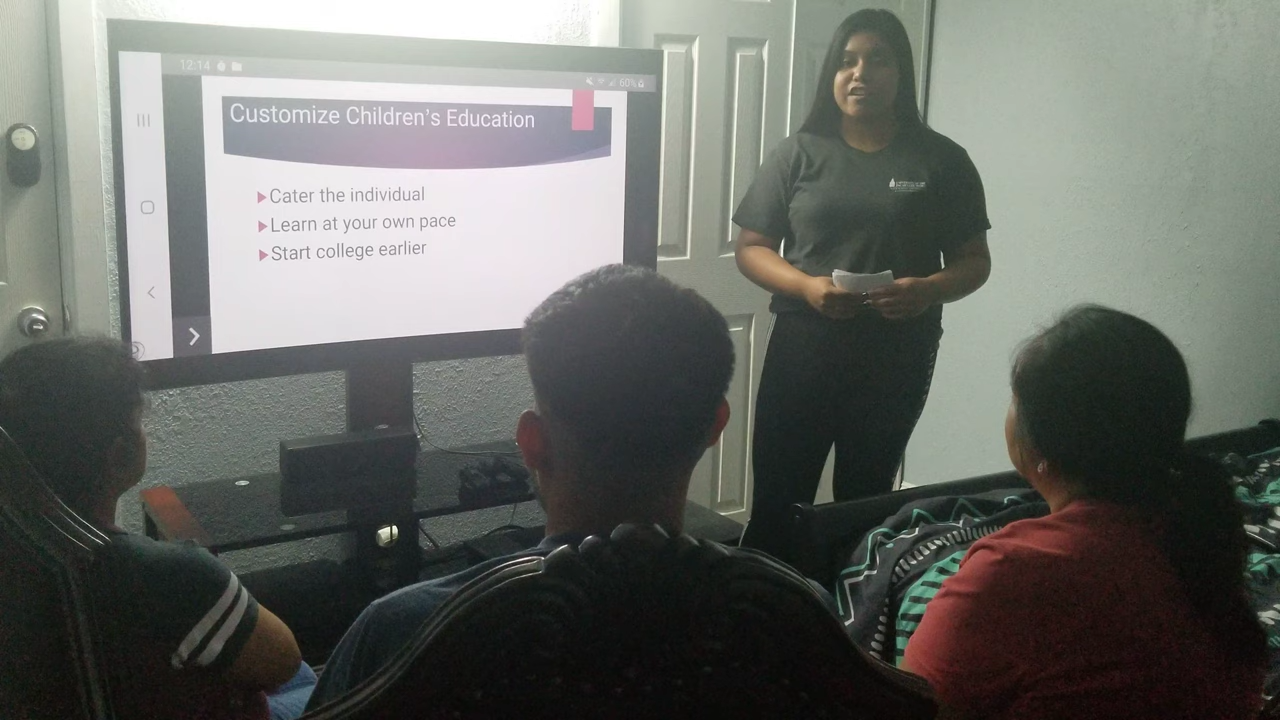 12:14
60%
Customize Children's Education
Cater the individual
Learn at your own pace
Start college earlier